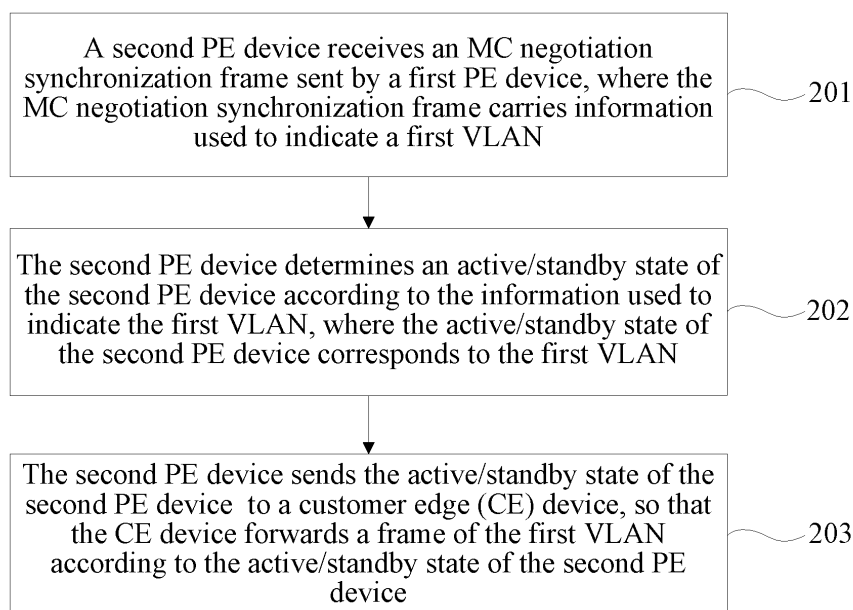 A second PE device receives an MC negotiation
synchronization frame sent by a first PE device, where the
MC negotiation synchronization frame carries information
used to indicate a first VLAN
201
The second PE device determines an active/standby state of
the second PE device according to the information used to
indicate the first VLAN, where the active/standby state of
the second PE device corresponds to the first VLAN
202
The second PE device sends the active/standby state of the
second PE device to a customer edge (CE) device, so that
the CE device forwards a frame of the first VLAN
according to the active/standby state of the second PE
device
203